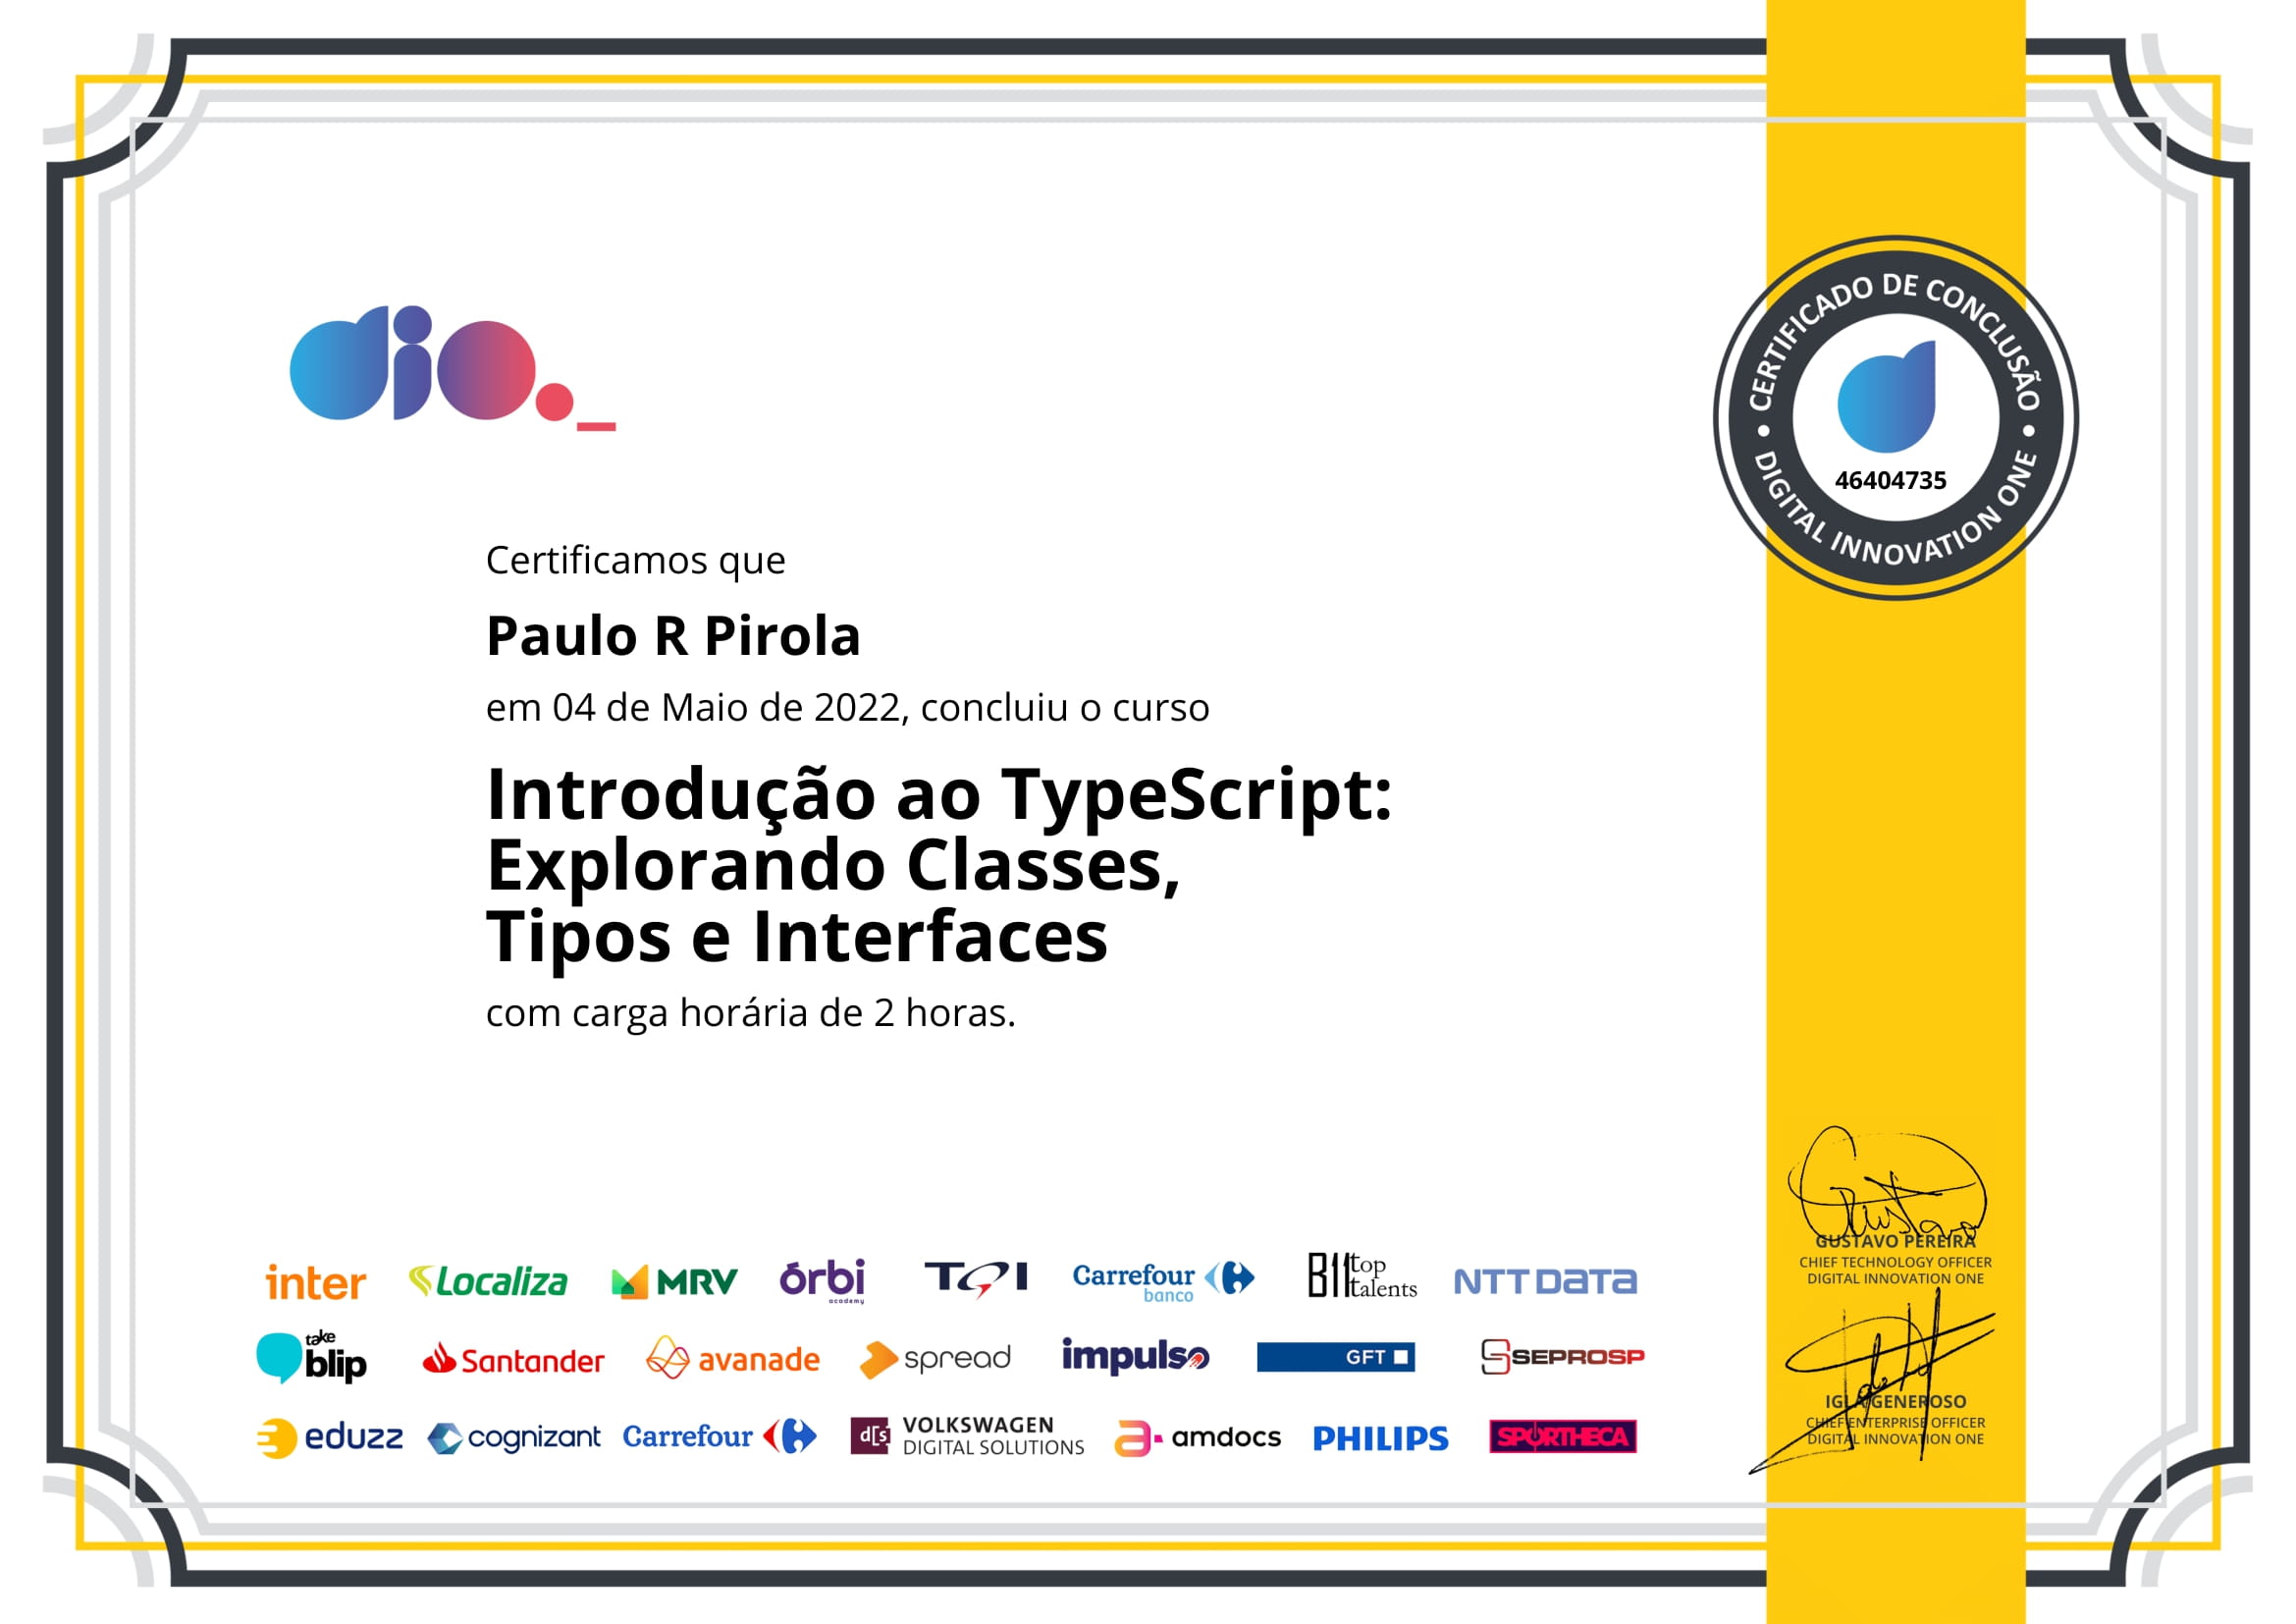 dio._
CERTIFICADO DE CONCLUSÃO
46404735
DIGITAL INNOVATION ONE
Certificamos que
Paulo R Pirola
em 04 de Maio de 2022, concluiu o curso
Introdução ao TypeScript:
Explorando Classes,
Tipos e Interfaces
com carga horária de 2 horas.
Gustavo
GUSTAVO PEREIRA
CHIEF TECHNOLOGY OFFICER
DIGITAL INNOVATION ONE
IGLÁ GENEROSO
CHIEF ENTERPRISE OFFICER
DIGITAL INNOVATION ONE
inter Localiza MRV órbi academy TQI Carrefour banco B11 top talents NTT DATA
take blip Santander avanade spread impulso GFT SEPROSP
eduzz cognizant Carrefour d[s VOLKSWAGEN DIGITAL SOLUTIONS amdocs PHILIPS SPORTHECA